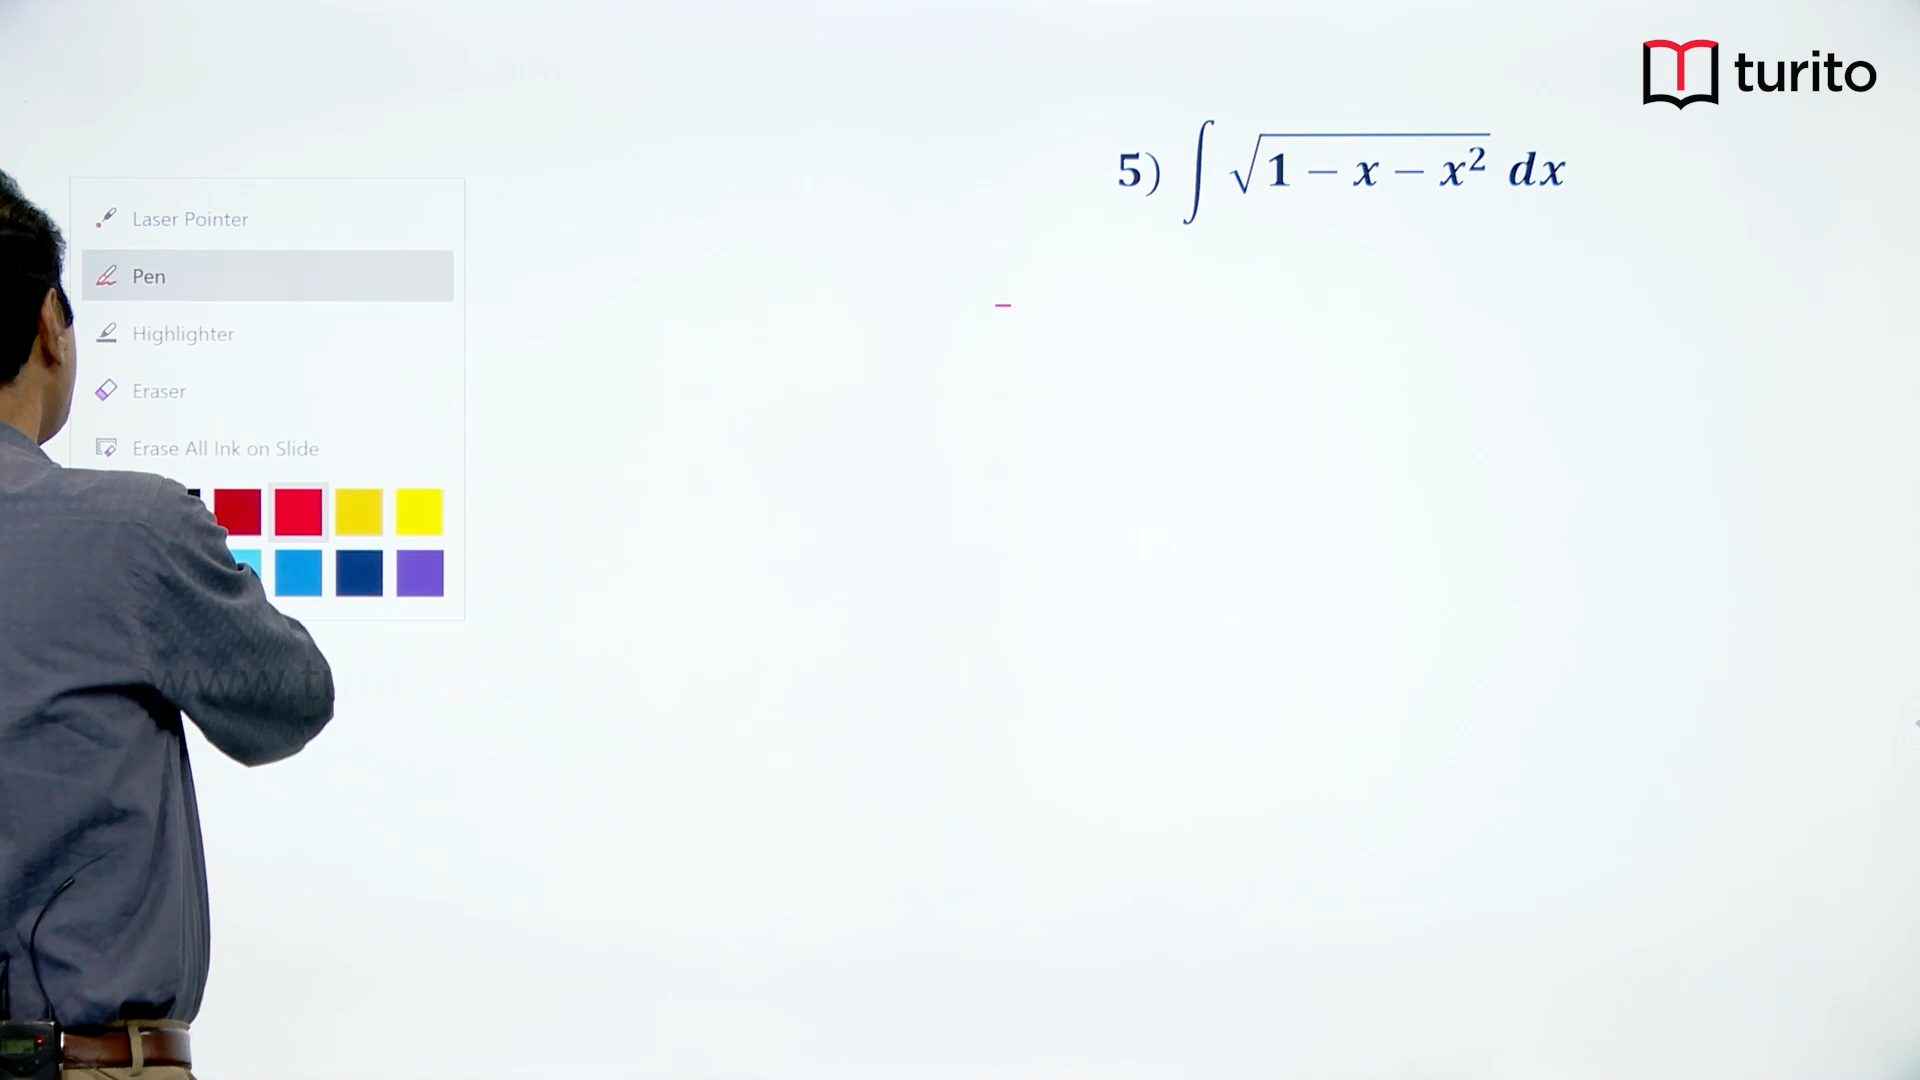 turito
5) ∫ √(1 − x − x²) dx
Laser Pointer
Pen
Highlighter
Eraser
Erase All Ink on Slide